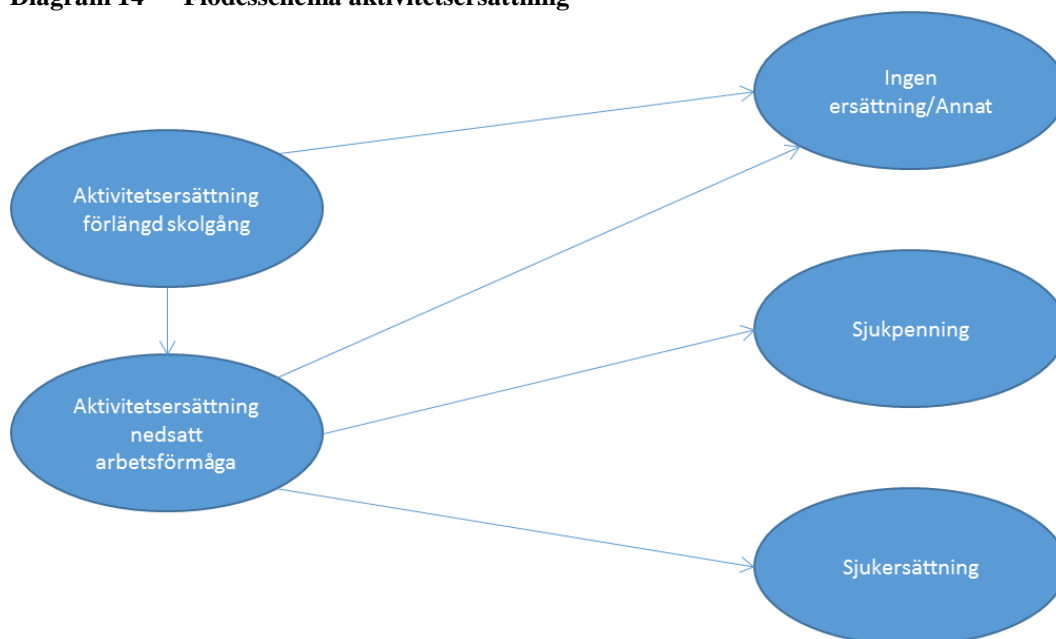 Diagram 14 Flödesschema aktivitetsersättning
Ingen
ersättning/Annat
Aktivitetsersättning
förlängd skolgång
Sjukpenning
Aktivitetsersättning
nedsatt
arbetsförmåga
Sjukersättning